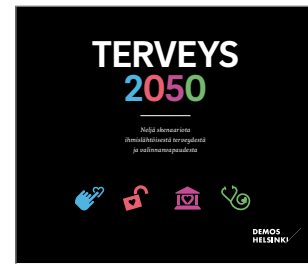 TERVEYS
2050
Neljä skenaariota
ihmislähtöisestä terveydestä
ja valinnanvapaudesta
DEMOS
HELSINKI